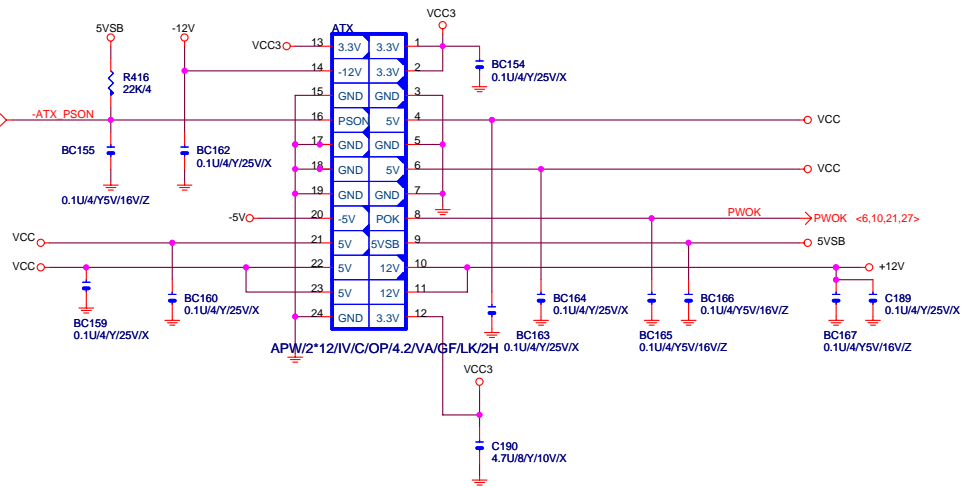 5VSB
-12V
VCC3
ATX
VCC3
13 3.3V 3.3V 1
14 -12V 3.3V 2
15 GND GND 3
16 PSON 5V 4
17 GND GND 5
18 GND 5V 6
19 GND GND 7
20 -5V POK 8
21 5V 5VSB 9
22 5V 12V 10
23 5V 12V 11
24 GND 3.3V 12
R416
22K/4
BC154
0.1U/4/Y/25V/X
-ATX_PSON
VCC
BC155
0.1U/4/Y5V/16V/Z
BC162
0.1U/4/Y/25V/X
VCC
-5V
PWOK
PWOK <6,10,21,27>
VCC
5VSB
VCC
+12V
BC159
0.1U/4/Y/25V/X
BC160
0.1U/4/Y/25V/X
BC163
0.1U/4/Y/25V/X
BC164
0.1U/4/Y/25V/X
BC165
0.1U/4/Y5V/16V/Z
BC166
0.1U/4/Y5V/16V/Z
BC167
0.1U/4/Y5V/16V/Z
C189
0.1U/4/Y/25V/X
APW/2*12/IV/C/OP/4.2/VA/GF/LK/2H
VCC3
C190
4.7U/8/Y/10V/X